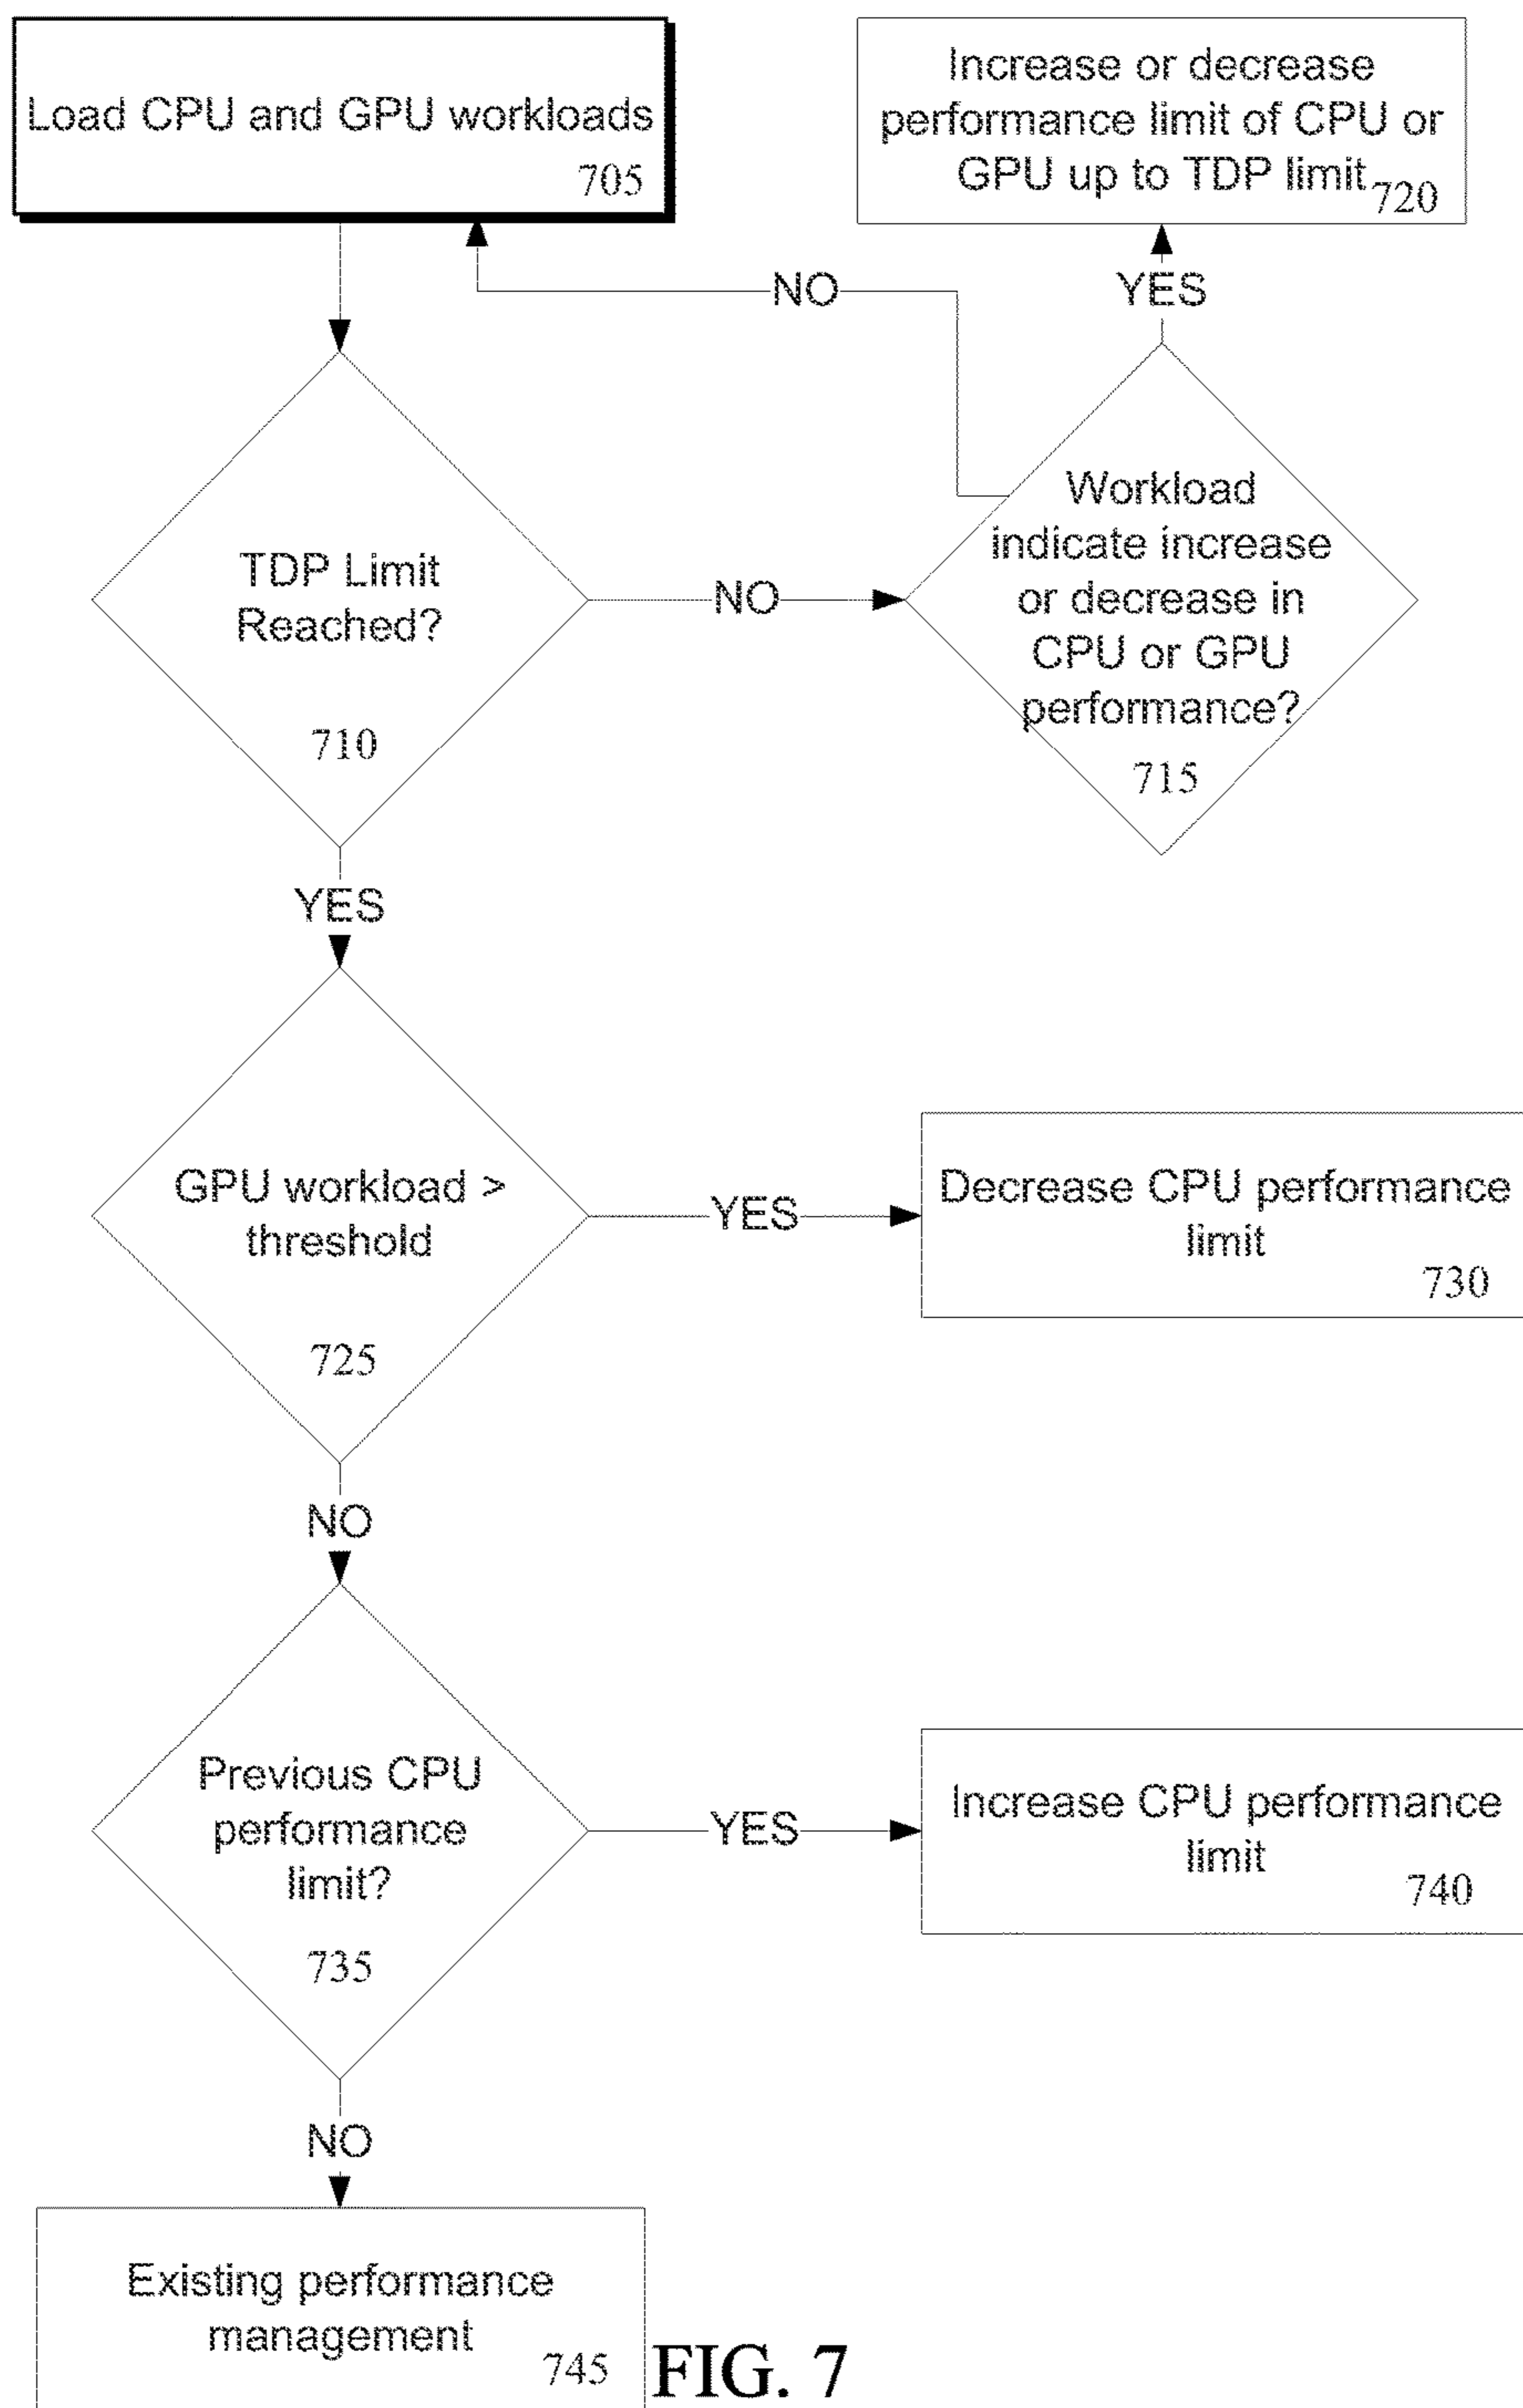 Load CPU and GPU workloads
705
Increase or decrease
performance limit of CPU or
GPU up to TDP limit
720
NO
YES
TDP Limit
Reached?
710
NO
Workload
indicate increase
or decrease in
CPU or GPU
performance?
715
YES
GPU workload >
threshold
725
YES
Decrease CPU performance
limit
730
NO
Previous CPU
performance
limit?
735
YES
Increase CPU performance
limit
740
NO
Existing performance
management
745
FIG. 7